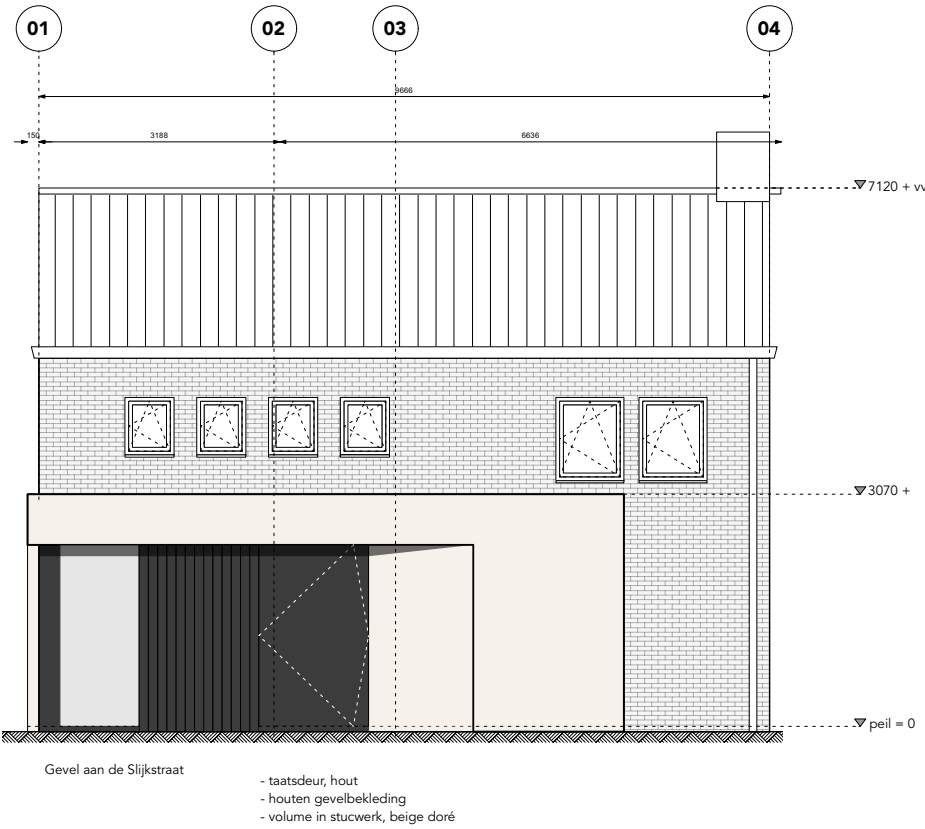 01 02 03 04
9666
150 3188 6636
7120 + vv
3070 +
peil = 0
Gevel aan de Slijkstraat
- taatsdeur, hout
- houten gevelbekleding
- volume in stucwerk, beige doré